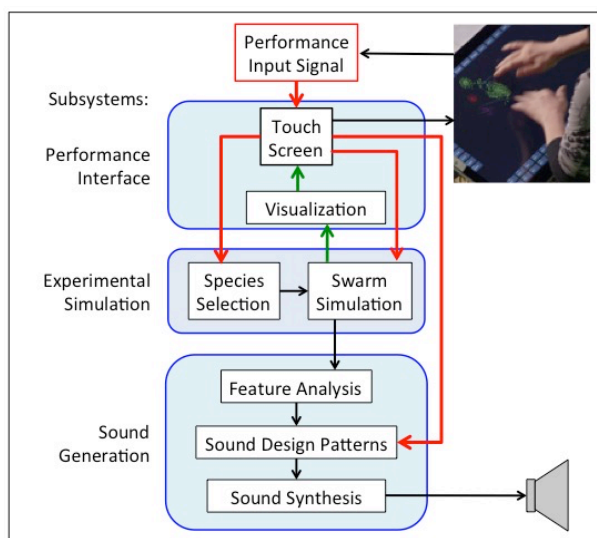 Performance
Input Signal
Subsystems:
Touch
Screen
Performance
Interface
Visualization
Experimental
Simulation
Species
Selection
Swarm
Simulation
Feature Analysis
Sound
Generation
Sound Design Patterns
Sound Synthesis